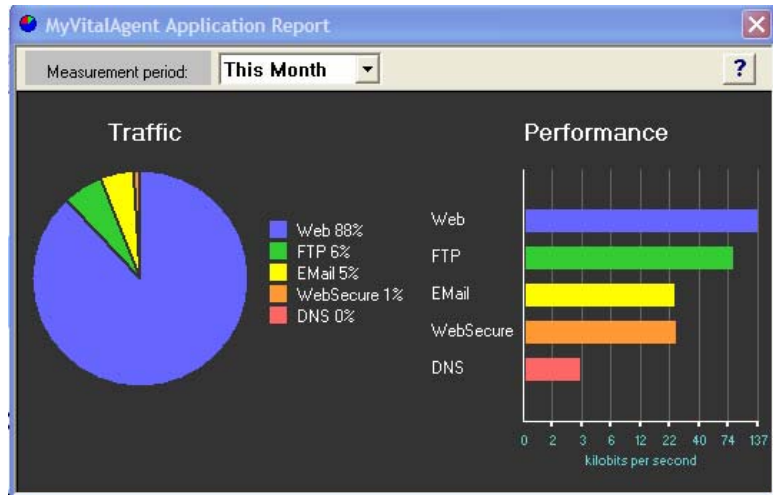 MyVitalAgent Application Report
Measurement period: This Month ?
Traffic
Performance
Web 88%
FTP 6%
EMail 5%
WebSecure 1%
DNS 0%
Web
FTP
EMail
WebSecure
DNS
0 2 3 6 12 22 40 74 137
kilobits per second